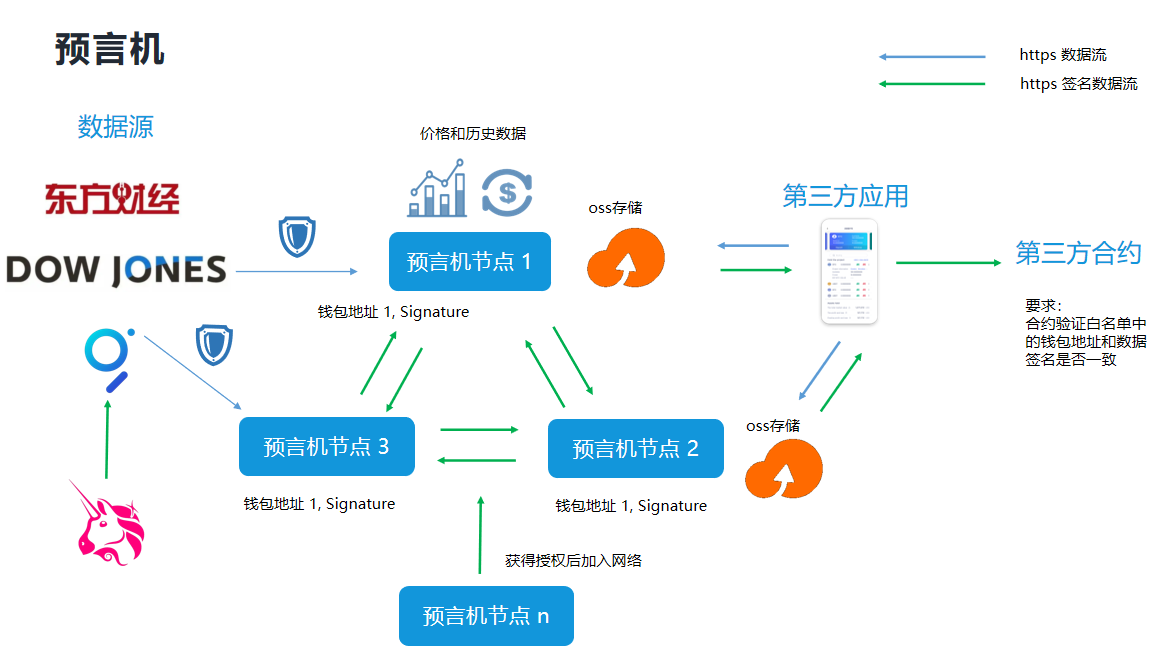 预言机
https 数据流
https 签名数据流
数据源
价格和历史数据
东方财经
DOW JONES
oss存储
第三方应用
预言机节点 1
第三方合约
钱包地址 1, Signature
要求：
合约验证白名单中
的钱包地址和数据
签名是否一致
预言机节点 3
预言机节点 2
oss存储
钱包地址 1, Signature
钱包地址 1, Signature
获得授权后加入网络
预言机节点 n